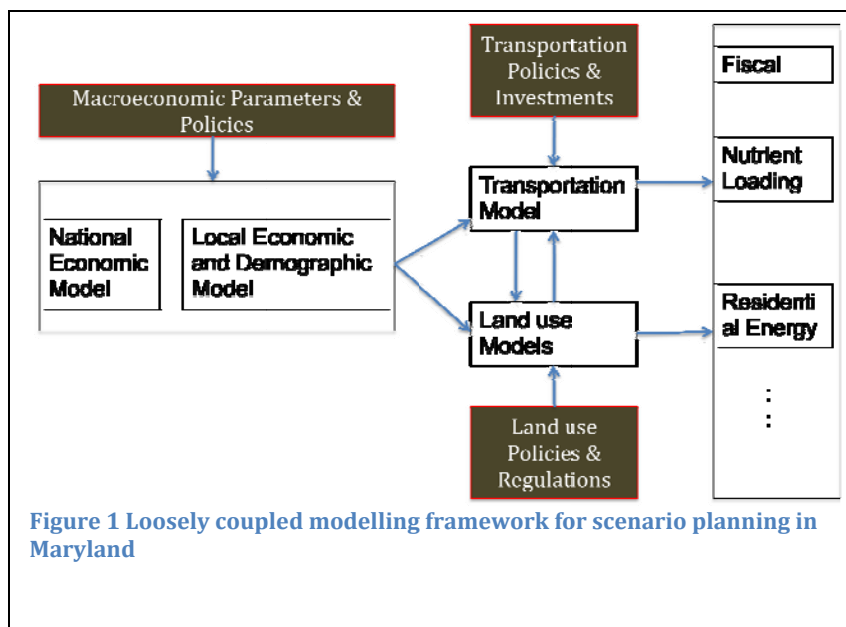 Macroeconomic Parameters &
Policies
Transportation
Policies &
Investments
Fiscal
National
Economic
Model
Local Economic
and Demographic
Model
Transportation
Model
Nutrient
Loading
Land use
Models
Residenti
al Energy
:
:
Land use
Policies &
Regulations
Figure 1 Loosely coupled modelling framework for scenario planning in
Maryland